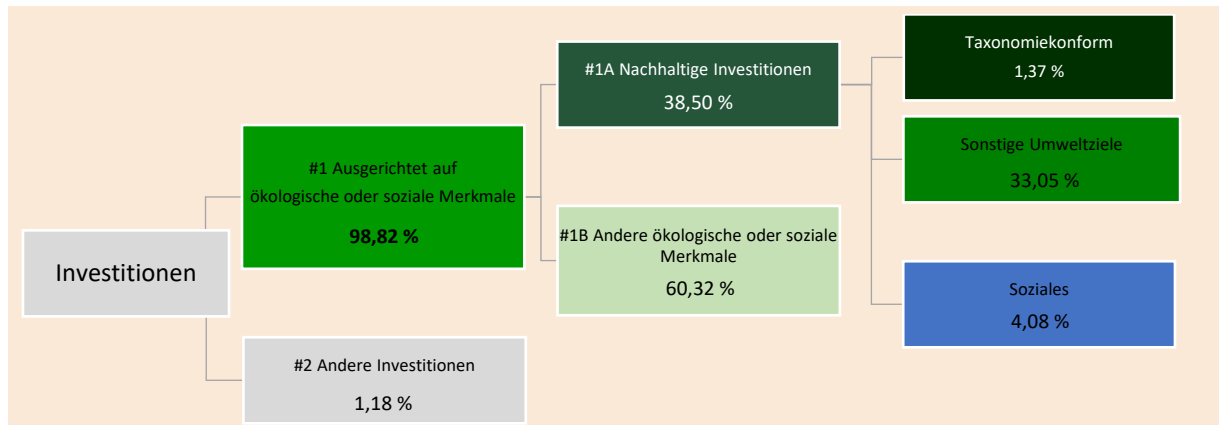 Investitionen
#1 Ausgerichtet auf
ökologische oder soziale Merkmale
98,82 %
#2 Andere Investitionen
1,18 %
#1A Nachhaltige Investitionen
38,50 %
#1B Andere ökologische oder soziale
Merkmale
60,32 %
Taxonomiekonform
1,37 %
Sonstige Umweltziele
33,05 %
Soziales
4,08 %